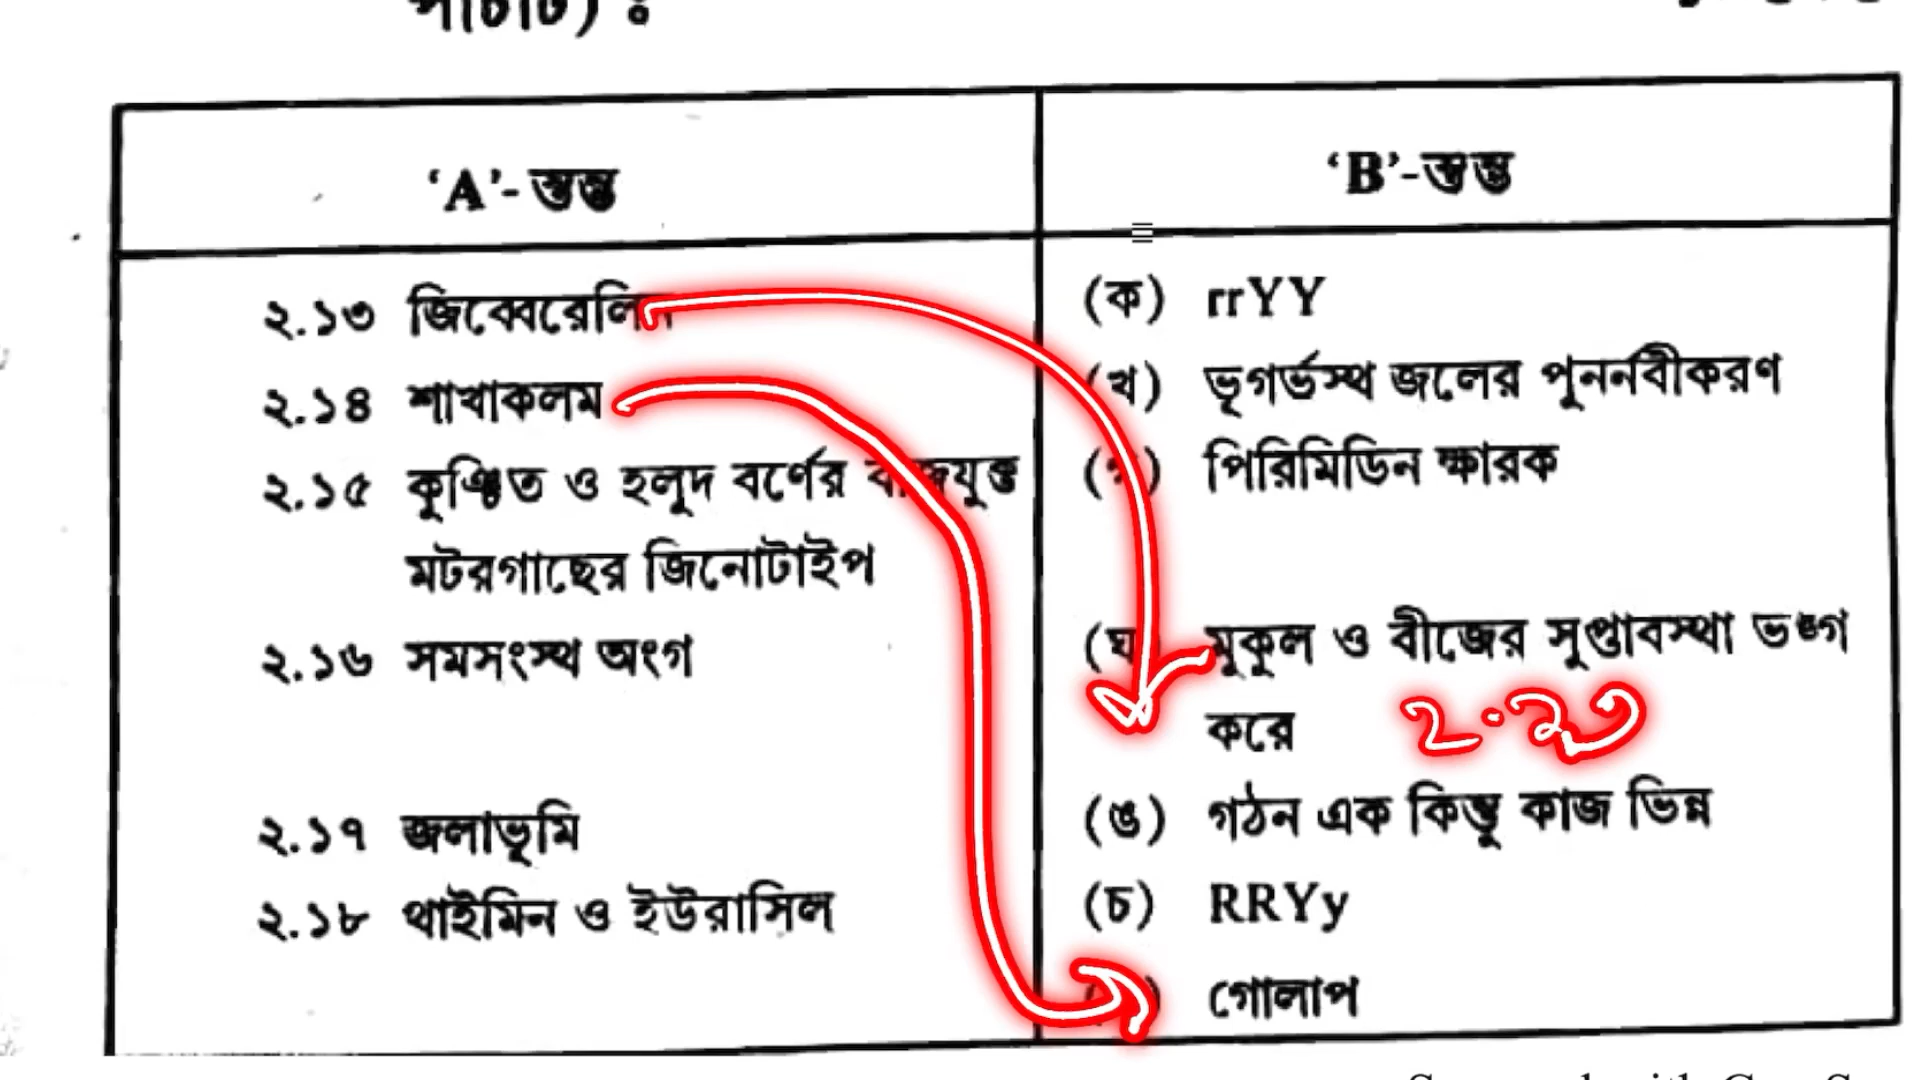 ‘A’-স্তম্ভ
‘B’-স্তম্ভ
২.১৩ জিব্বেরেলিন
(ক) rrYY
২.১৪ শাখাকলম
(খ) ভূগর্ভস্থ জলের পুনর্নবীকরণ
২.১৫ কুঞ্চিত ও হলুদ বর্ণের বীজযুক্ত
(গ) পিরিমিডিন ক্ষারক
মটরগাছের জিনোটাইপ
২.১৬ সমসংস্থ অংগ
(ঘ) মুকুল ও বীজের সুপ্তাবস্থা ভঙ্গ
করে ২.১৩
২.১৭ জলাভূমি
(ঙ) গঠন এক কিন্তু কাজ ভিন্ন
২.১৮ থাইমিন ও ইউরাসিল
(চ) RRYy
গোলাপ